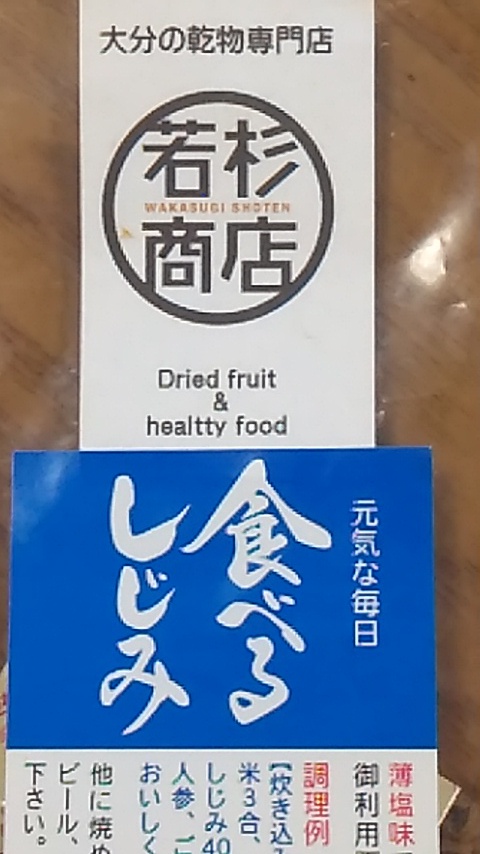 大分の乾物専門店
若杉
WAKASUGI SHOTEN
商店
Dried fruit
&
healtty food
元気な毎日
食べる
しじみ
薄塩味
御利用
調理例
【炊き込み
米3合、
しじみ40
人参、ご
おいしく
他に焼め
ビール、
下さい。